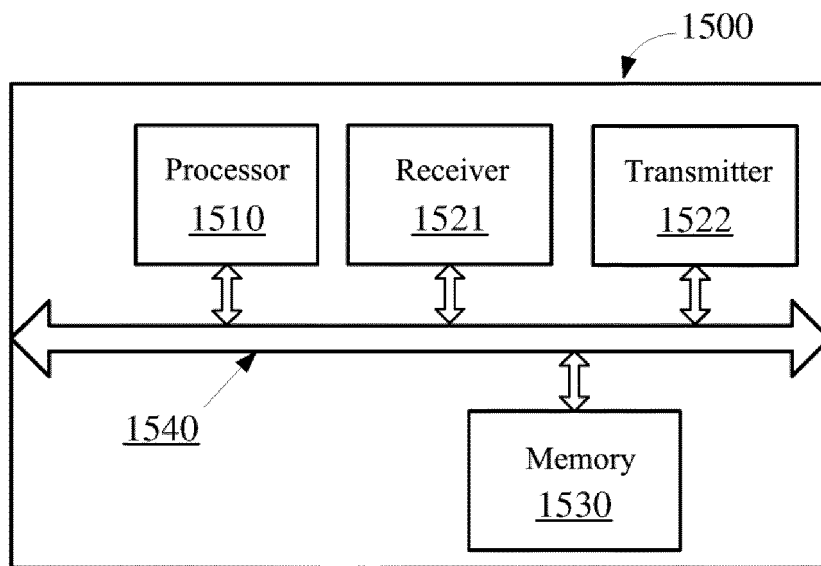 1500
Processor
1510
Receiver
1521
Transmitter
1522
1540
Memory
1530